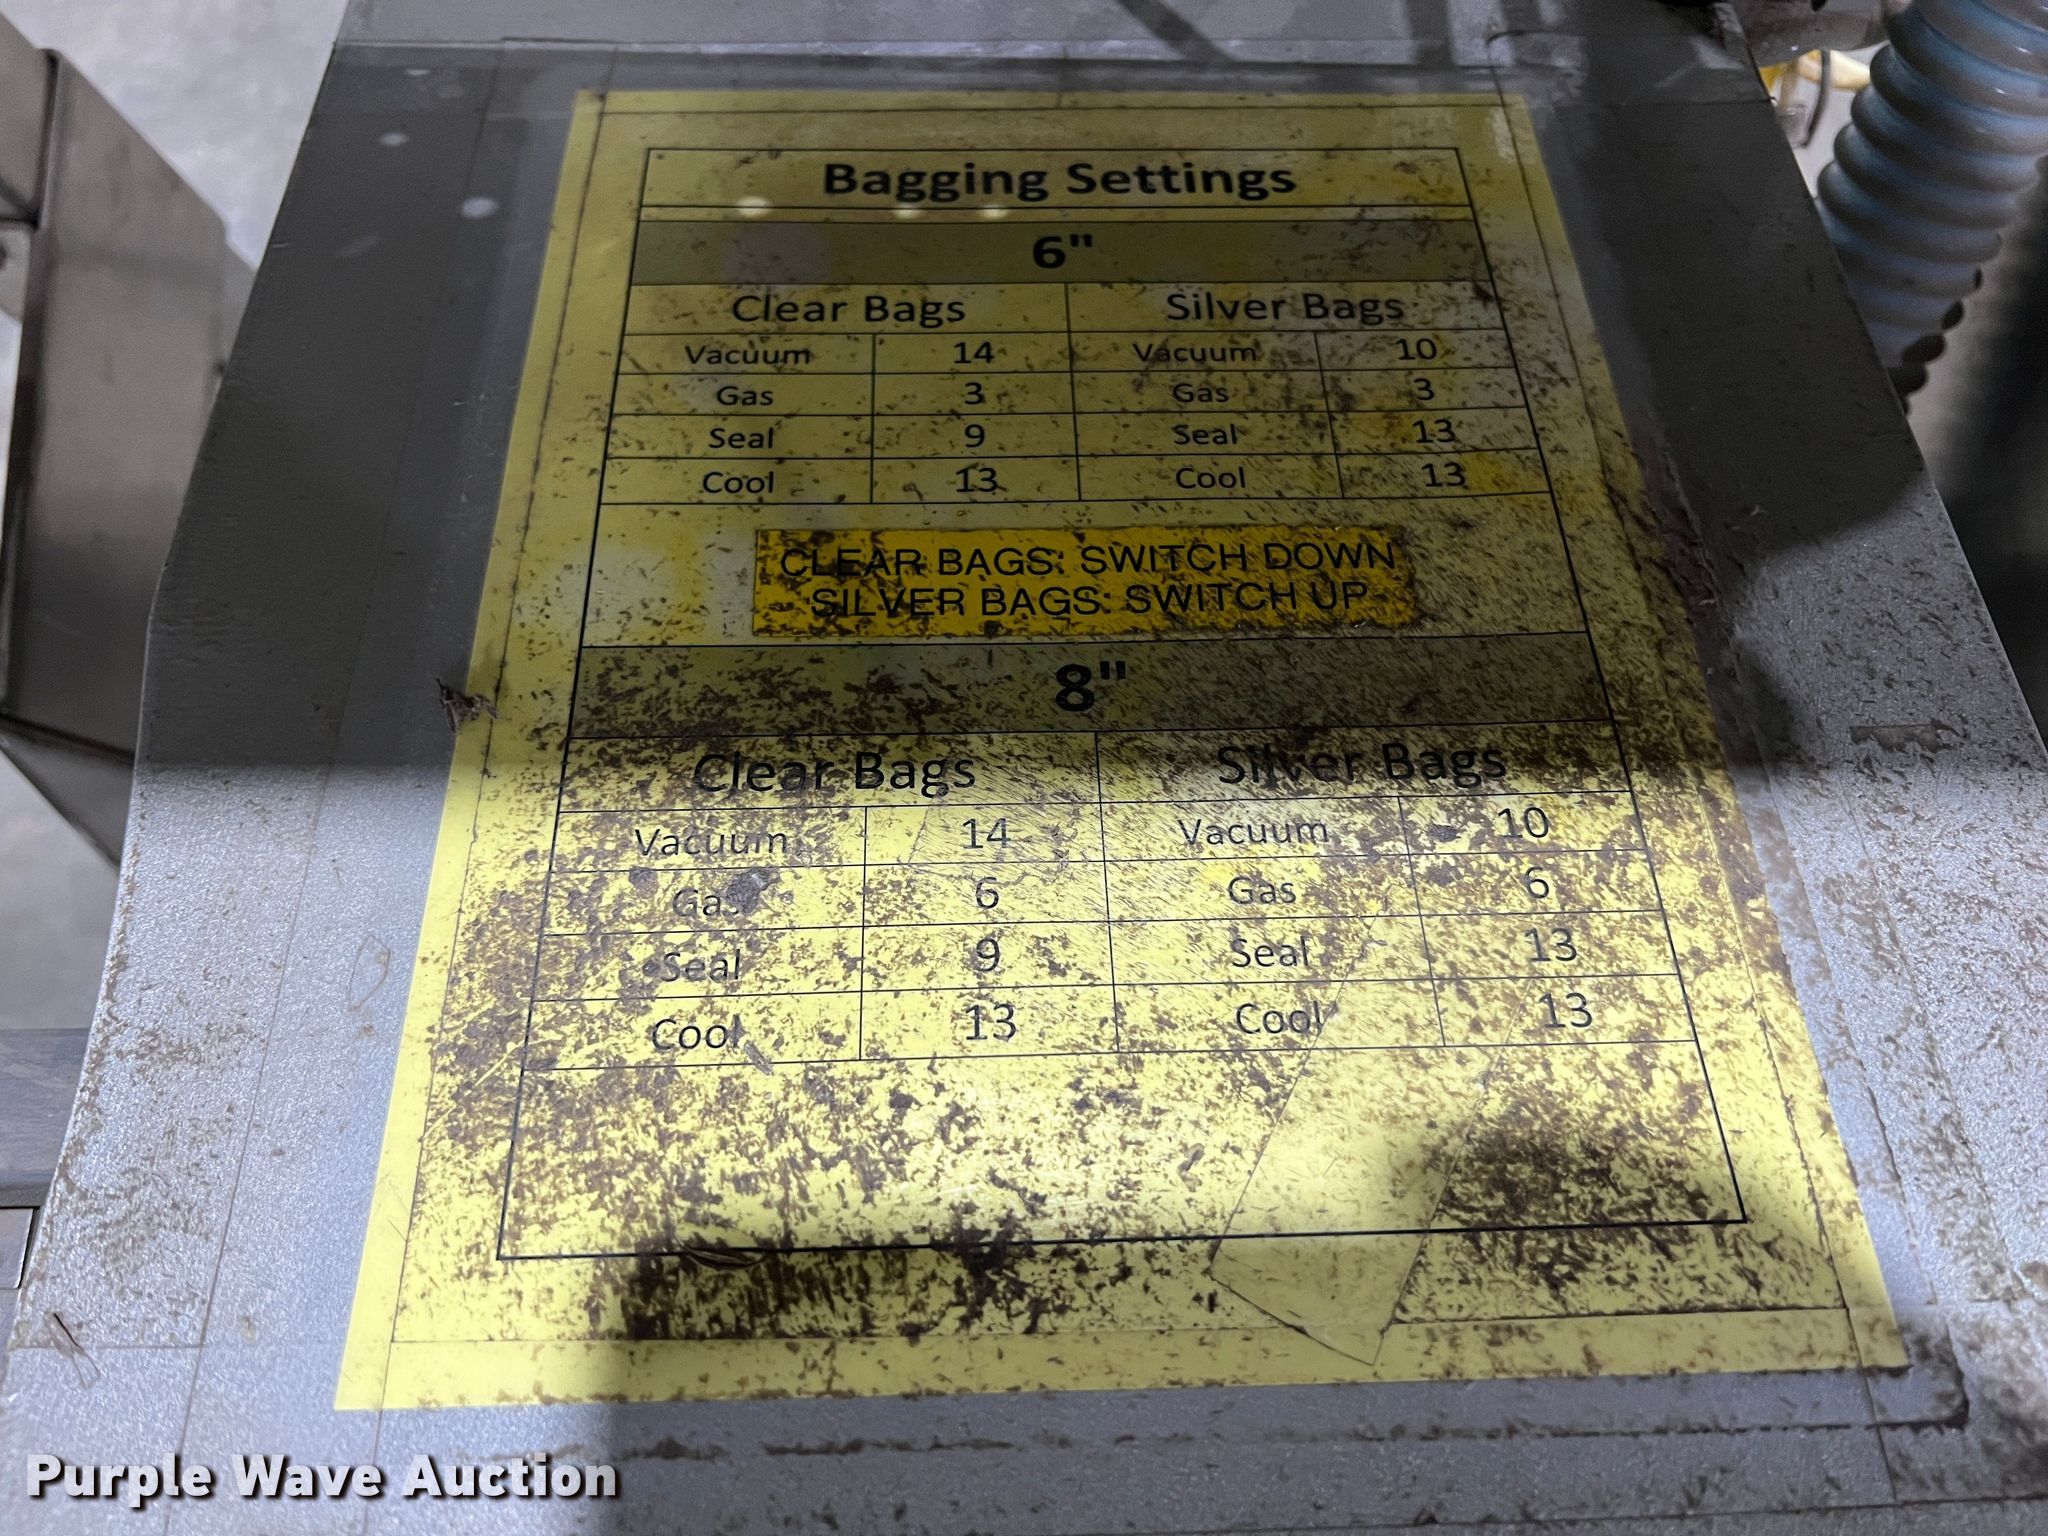 Bagging Settings
6"
Clear Bags Silver Bags
Vacuum 14 Vacuum 10
Gas 3 Gas 3
Seal 9 Seal 13
Cool 13 Cool 13
CLEAR BAGS: SWITCH DOWN
SILVER BAGS: SWITCH UP
8"
Clear Bags Silver Bags
Vacuum 14 Vacuum 10
Gas 6 Gas 6
Seal 9 Seal 13
Cool 13 Cool 13
Purple Wave Auction